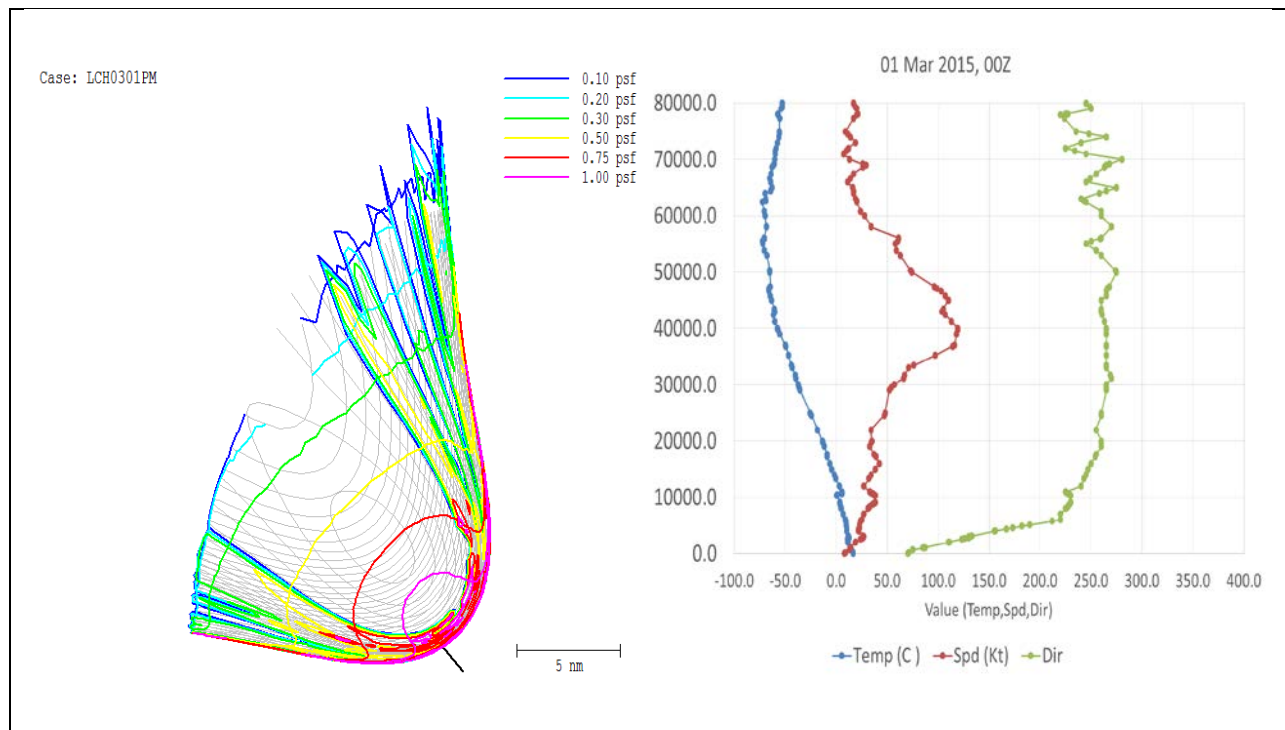 Case: LCH0301PM
0.10 psf
0.20 psf
0.30 psf
0.50 psf
0.75 psf
1.00 psf
5 nm
01 Mar 2015, 00Z
80000.0
70000.0
60000.0
50000.0
40000.0
30000.0
20000.0
10000.0
0.0
-100.0 -50.0 0.0 50.0 100.0 150.0 200.0 250.0 300.0 350.0 400.0
Value (Temp,Spd,Dir)
Temp (C ) Spd (Kt) Dir